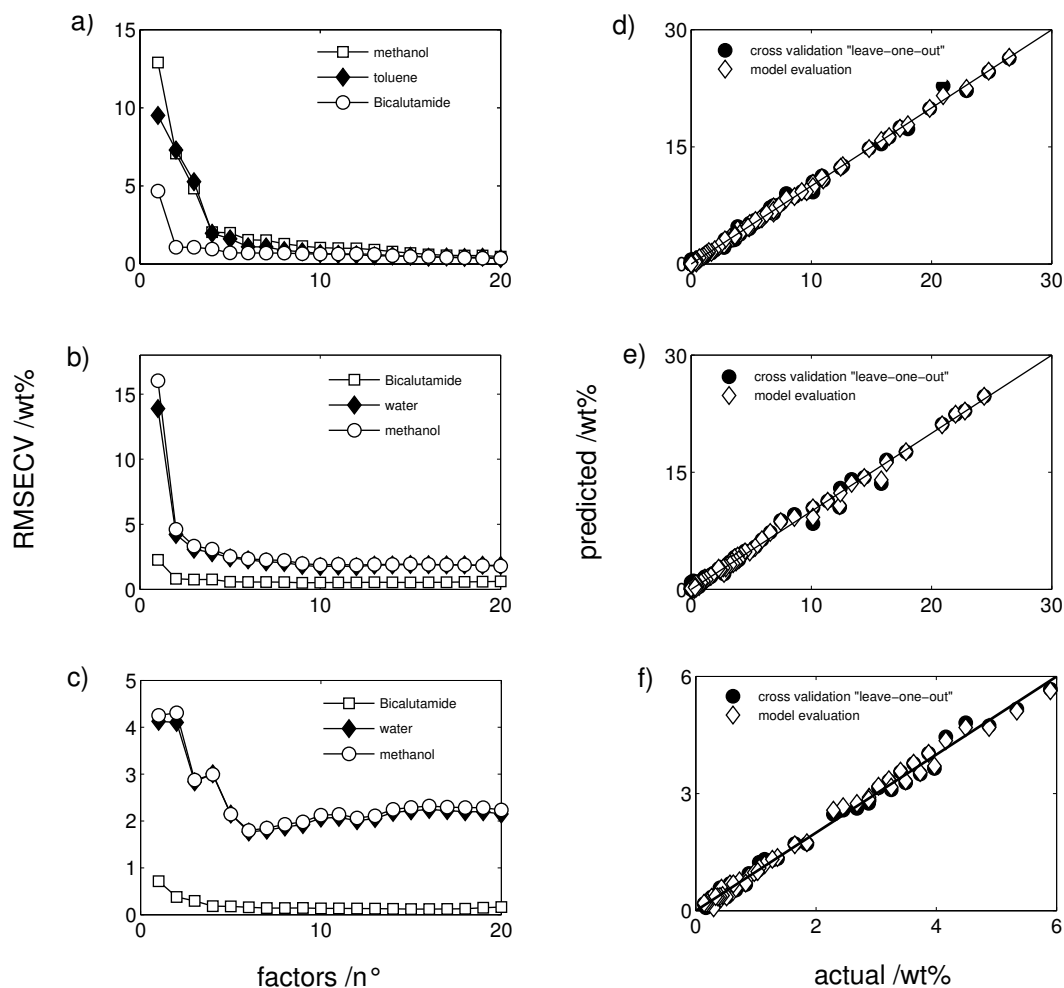 a)
15
10
5
0
0
10
20
methanol
toluene
Bicalutamide
b)
15
10
5
0
0
10
20
Bicalutamide
water
methanol
c)
5
4
3
2
1
0
0
10
20
Bicalutamide
water
methanol
RMSECV /wt%
factors /n°
d)
30
15
0
0
10
20
30
cross validation "leave−one−out"
model evaluation
e)
30
15
0
0
10
20
30
cross validation "leave−one−out"
model evaluation
f)
6
3
0
0
2
4
6
cross validation "leave−one−out"
model evaluation
predicted /wt%
actual /wt%